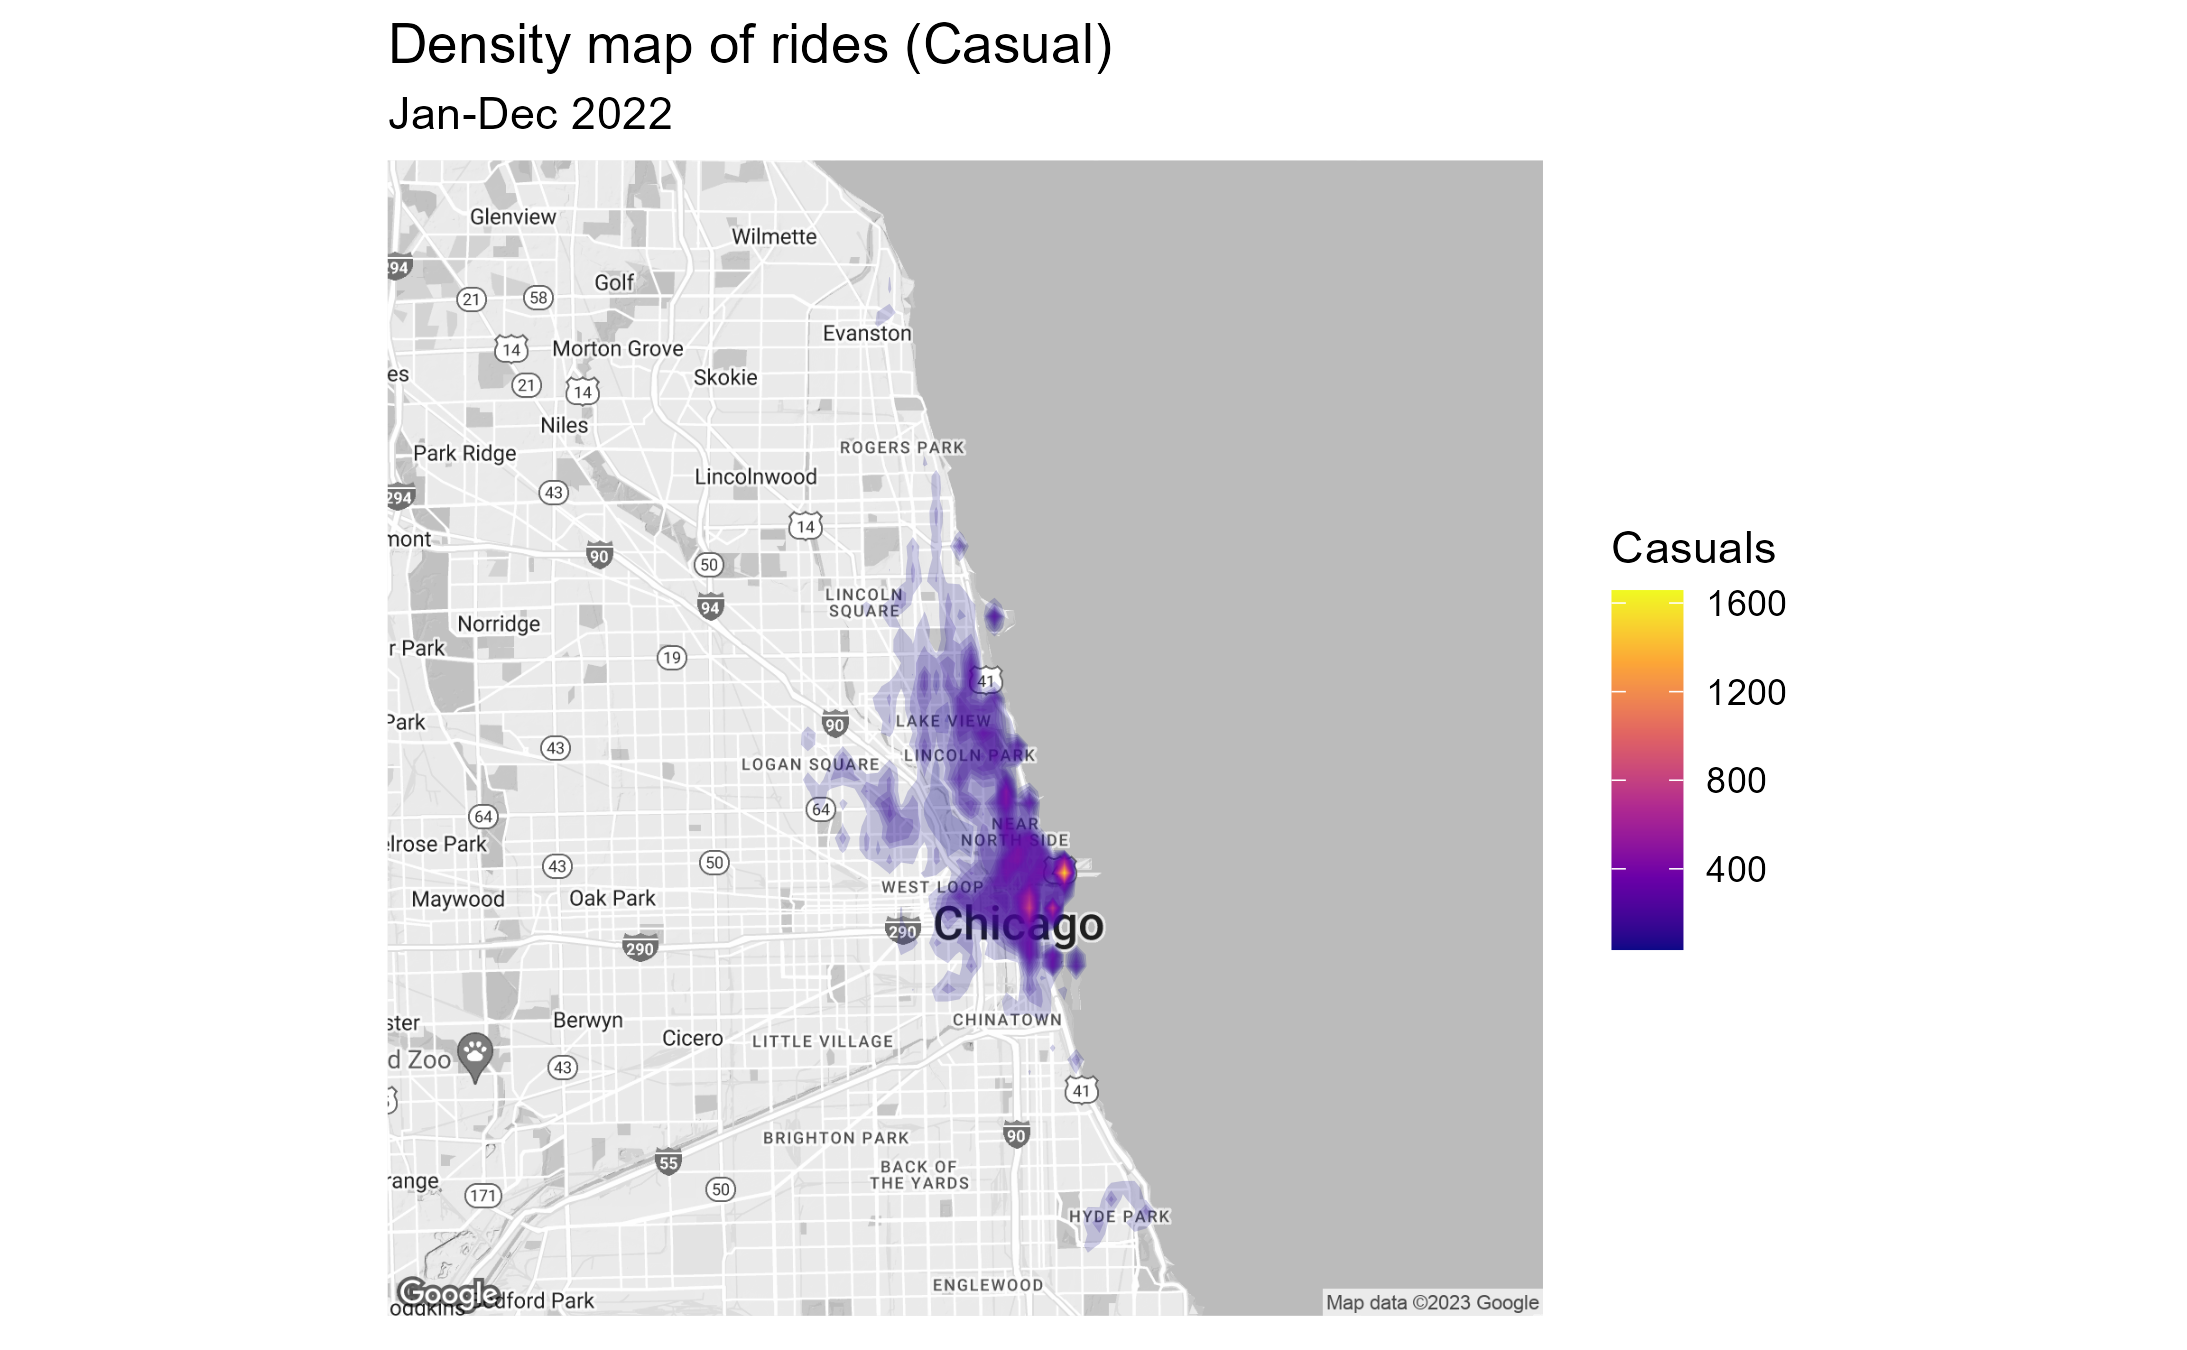 Density map of rides (Casual)
Jan-Dec 2022
Glenview
Wilmette
294
Golf
21
58
Evanston
14
Morton Grove
es
Skokie
21
14
Niles
ROGERS PARK
Park Ridge
Lincolnwood
43
294
14
mont
90
50
LINCOLN
SQUARE
94
Norridge
r Park
19
41
Park
90
LAKE VIEW
43
LINCOLN PARK
LOGAN SQUARE
64
64
NEAR
NORTH SIDE
elrose Park
43
50
WEST LOOP
Maywood
Oak Park
Chicago
290
290
CHINATOWN
ster
Berwyn
Cicero
LITTLE VILLAGE
d Zoo
43
41
BRIGHTON PARK
90
55
BACK OF
THE YARDS
range
171
50
HYDE PARK
ENGLEWOOD
Google
dford Park
Map data ©2023 Google
Casuals
1600
1200
800
400